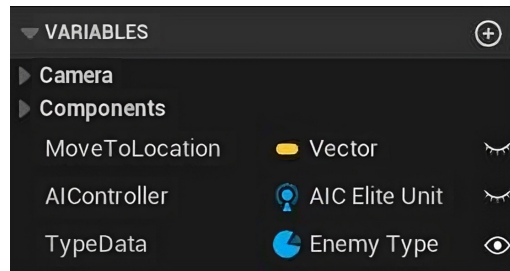 VARIABLES
Camera
Components
MoveToLocation Vector
AIController AIC Elite Unit
TypeData Enemy Type